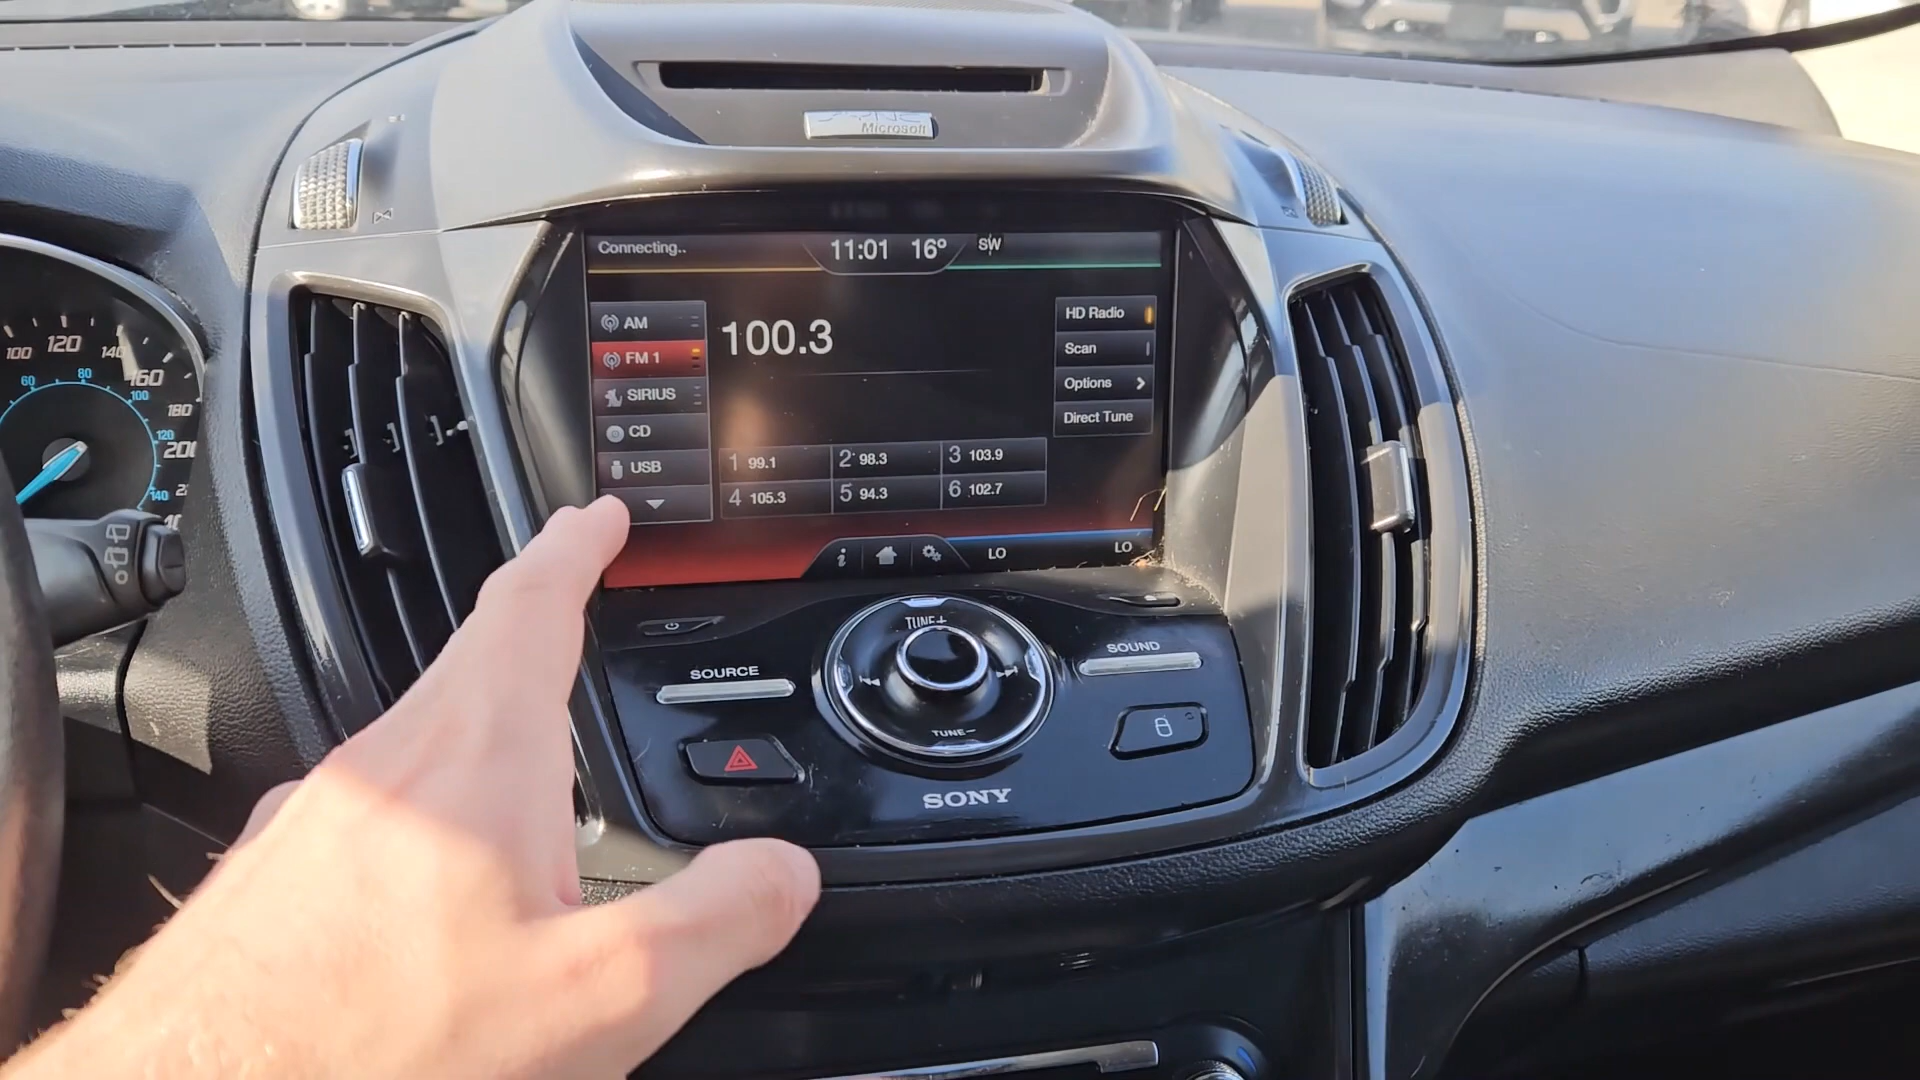 SYNC
Microsoft
Connecting..
11:01 16º SW
AM
FM 1
SIRIUS
CD
USB
100.3
HD Radio
Scan
Options
Direct Tune
1 99.1 2 98.3 3 103.9
4 105.3 5 94.3 6 102.7
i
LO LO
TUNE+
SOURCE
SOUND
TUNE−
SONY
100 120 140 160 180 200
60 80 100 120 140